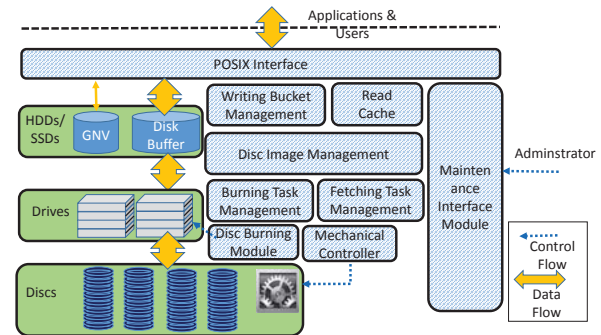 Applications &
Users
POSIX Interface
HDDs/
SSDs
GNV
Disk
Buffer
Writing Bucket
Management
Read
Cache
Disc Image Management
Mainten
ance
Interface
Module
Adminstrator
Drives
Burning Task
Management
Fetching Task
Management
Disc Burning
Module
Mechanical
Controller
Discs
Control
Flow
Data
Flow